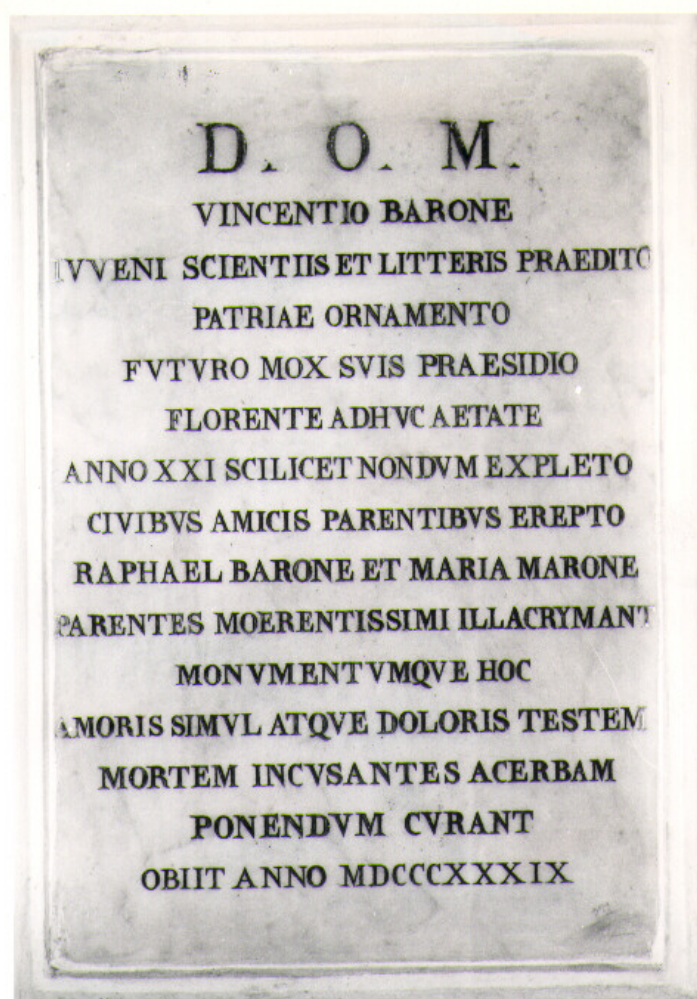 D. O. M.
VINCENTIO BARONE
IVVENI SCIENTIIS ET LITTERIS PRAEDITO
PATRIAE ORNAMENTO
FVTVRO MOX SVIS PRAESIDIO
FLORENTE ADHVC AETATE
ANNO XXI SCILICET NONDVM EXPLETO
CIVIBVS AMICIS PARENTIBVS EREPTO
RAPHAEL BARONE ET MARIA MARONE
PARENTES MOERENTISSIMI ILLACRYMANT
MONVMENTVMQVE HOC
AMORIS SIMVL ATQVE DOLORIS TESTEM
MORTEM INCVSANTES ACERBAM
PONENDVM CVRANT
OBIIT ANNO MDCCCXXXIX